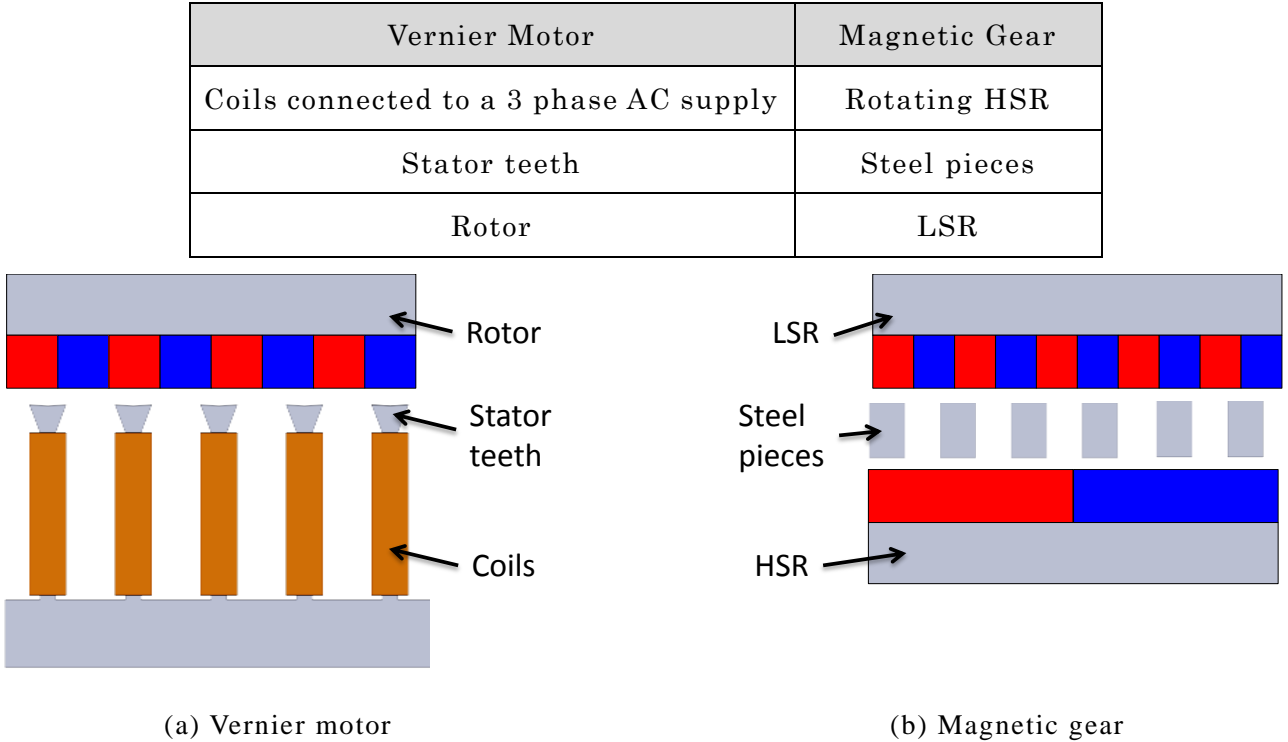 Vernier Motor Magnetic Gear
Coils connected to a 3 phase AC supply Rotating HSR
Stator teeth Steel pieces
Rotor LSR
Rotor
Stator
teeth
Coils
LSR
Steel
pieces
HSR
(a) Vernier motor
(b) Magnetic gear